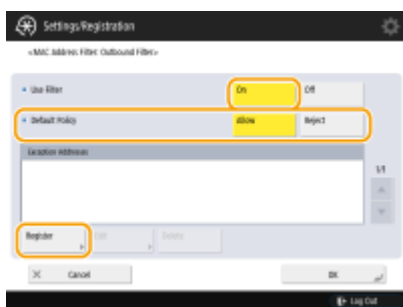 Settings/Registration
<MAC Address Filter: Outbound Filter>
Use Filter
On
Off
Default Policy
Allow
Reject
Exception Addresses
1/1
Register
Edit
Delete
Cancel
OK
Log Out